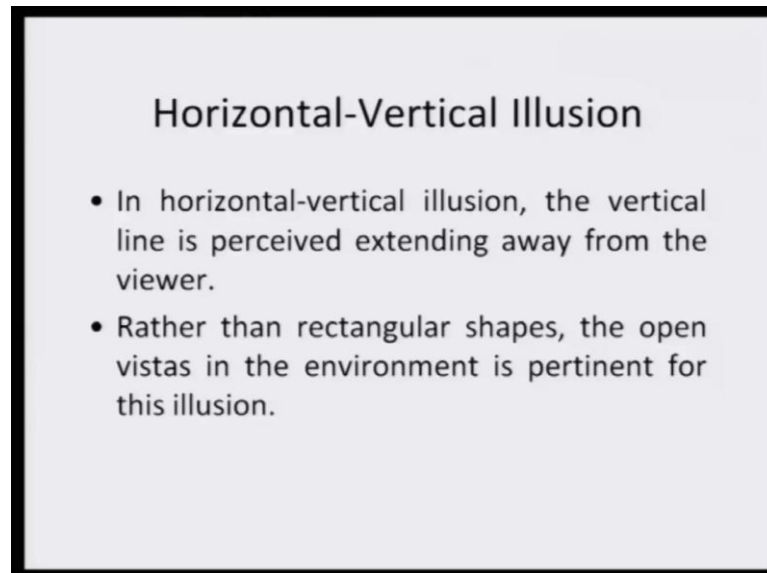 Horizontal-Vertical Illusion
• In horizontal-vertical illusion, the vertical
line is perceived extending away from the
viewer.
• Rather than rectangular shapes, the open
vistas in the environment is pertinent for
this illusion.